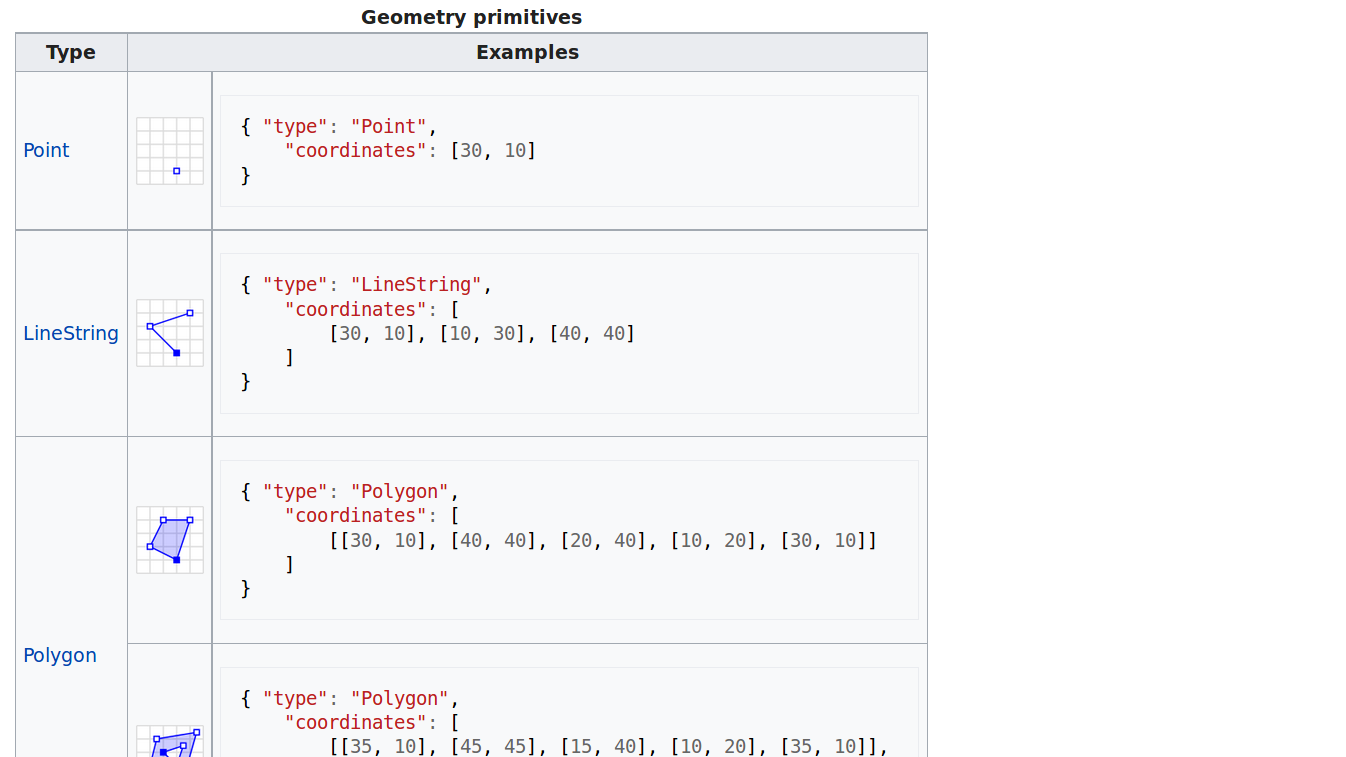 Geometry primitives
Type Examples
Point
{ "type": "Point",
    "coordinates": [30, 10]
}
LineString
{ "type": "LineString",
    "coordinates": [
        [30, 10], [10, 30], [40, 40]
    ]
}
Polygon
{ "type": "Polygon",
    "coordinates": [
        [[30, 10], [40, 40], [20, 40], [10, 20], [30, 10]]
    ]
}
{ "type": "Polygon",
    "coordinates": [
        [[35, 10], [45, 45], [15, 40], [10, 20], [35, 10]],